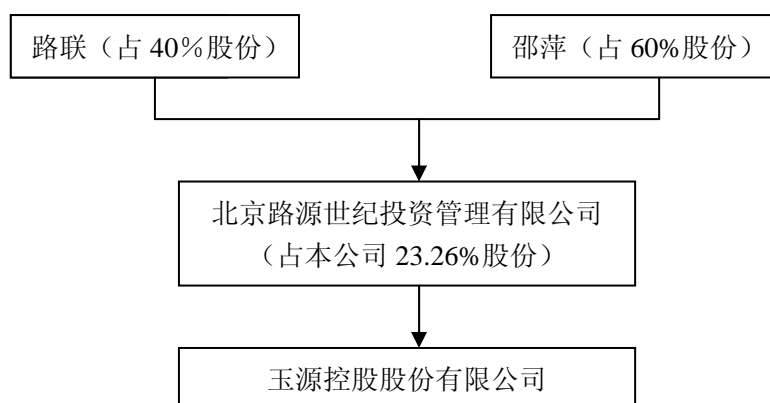 路联（占 40％股份）
邵萍（占 60%股份）
北京路源世纪投资管理有限公司
（占本公司 23.26%股份）
玉源控股股份有限公司